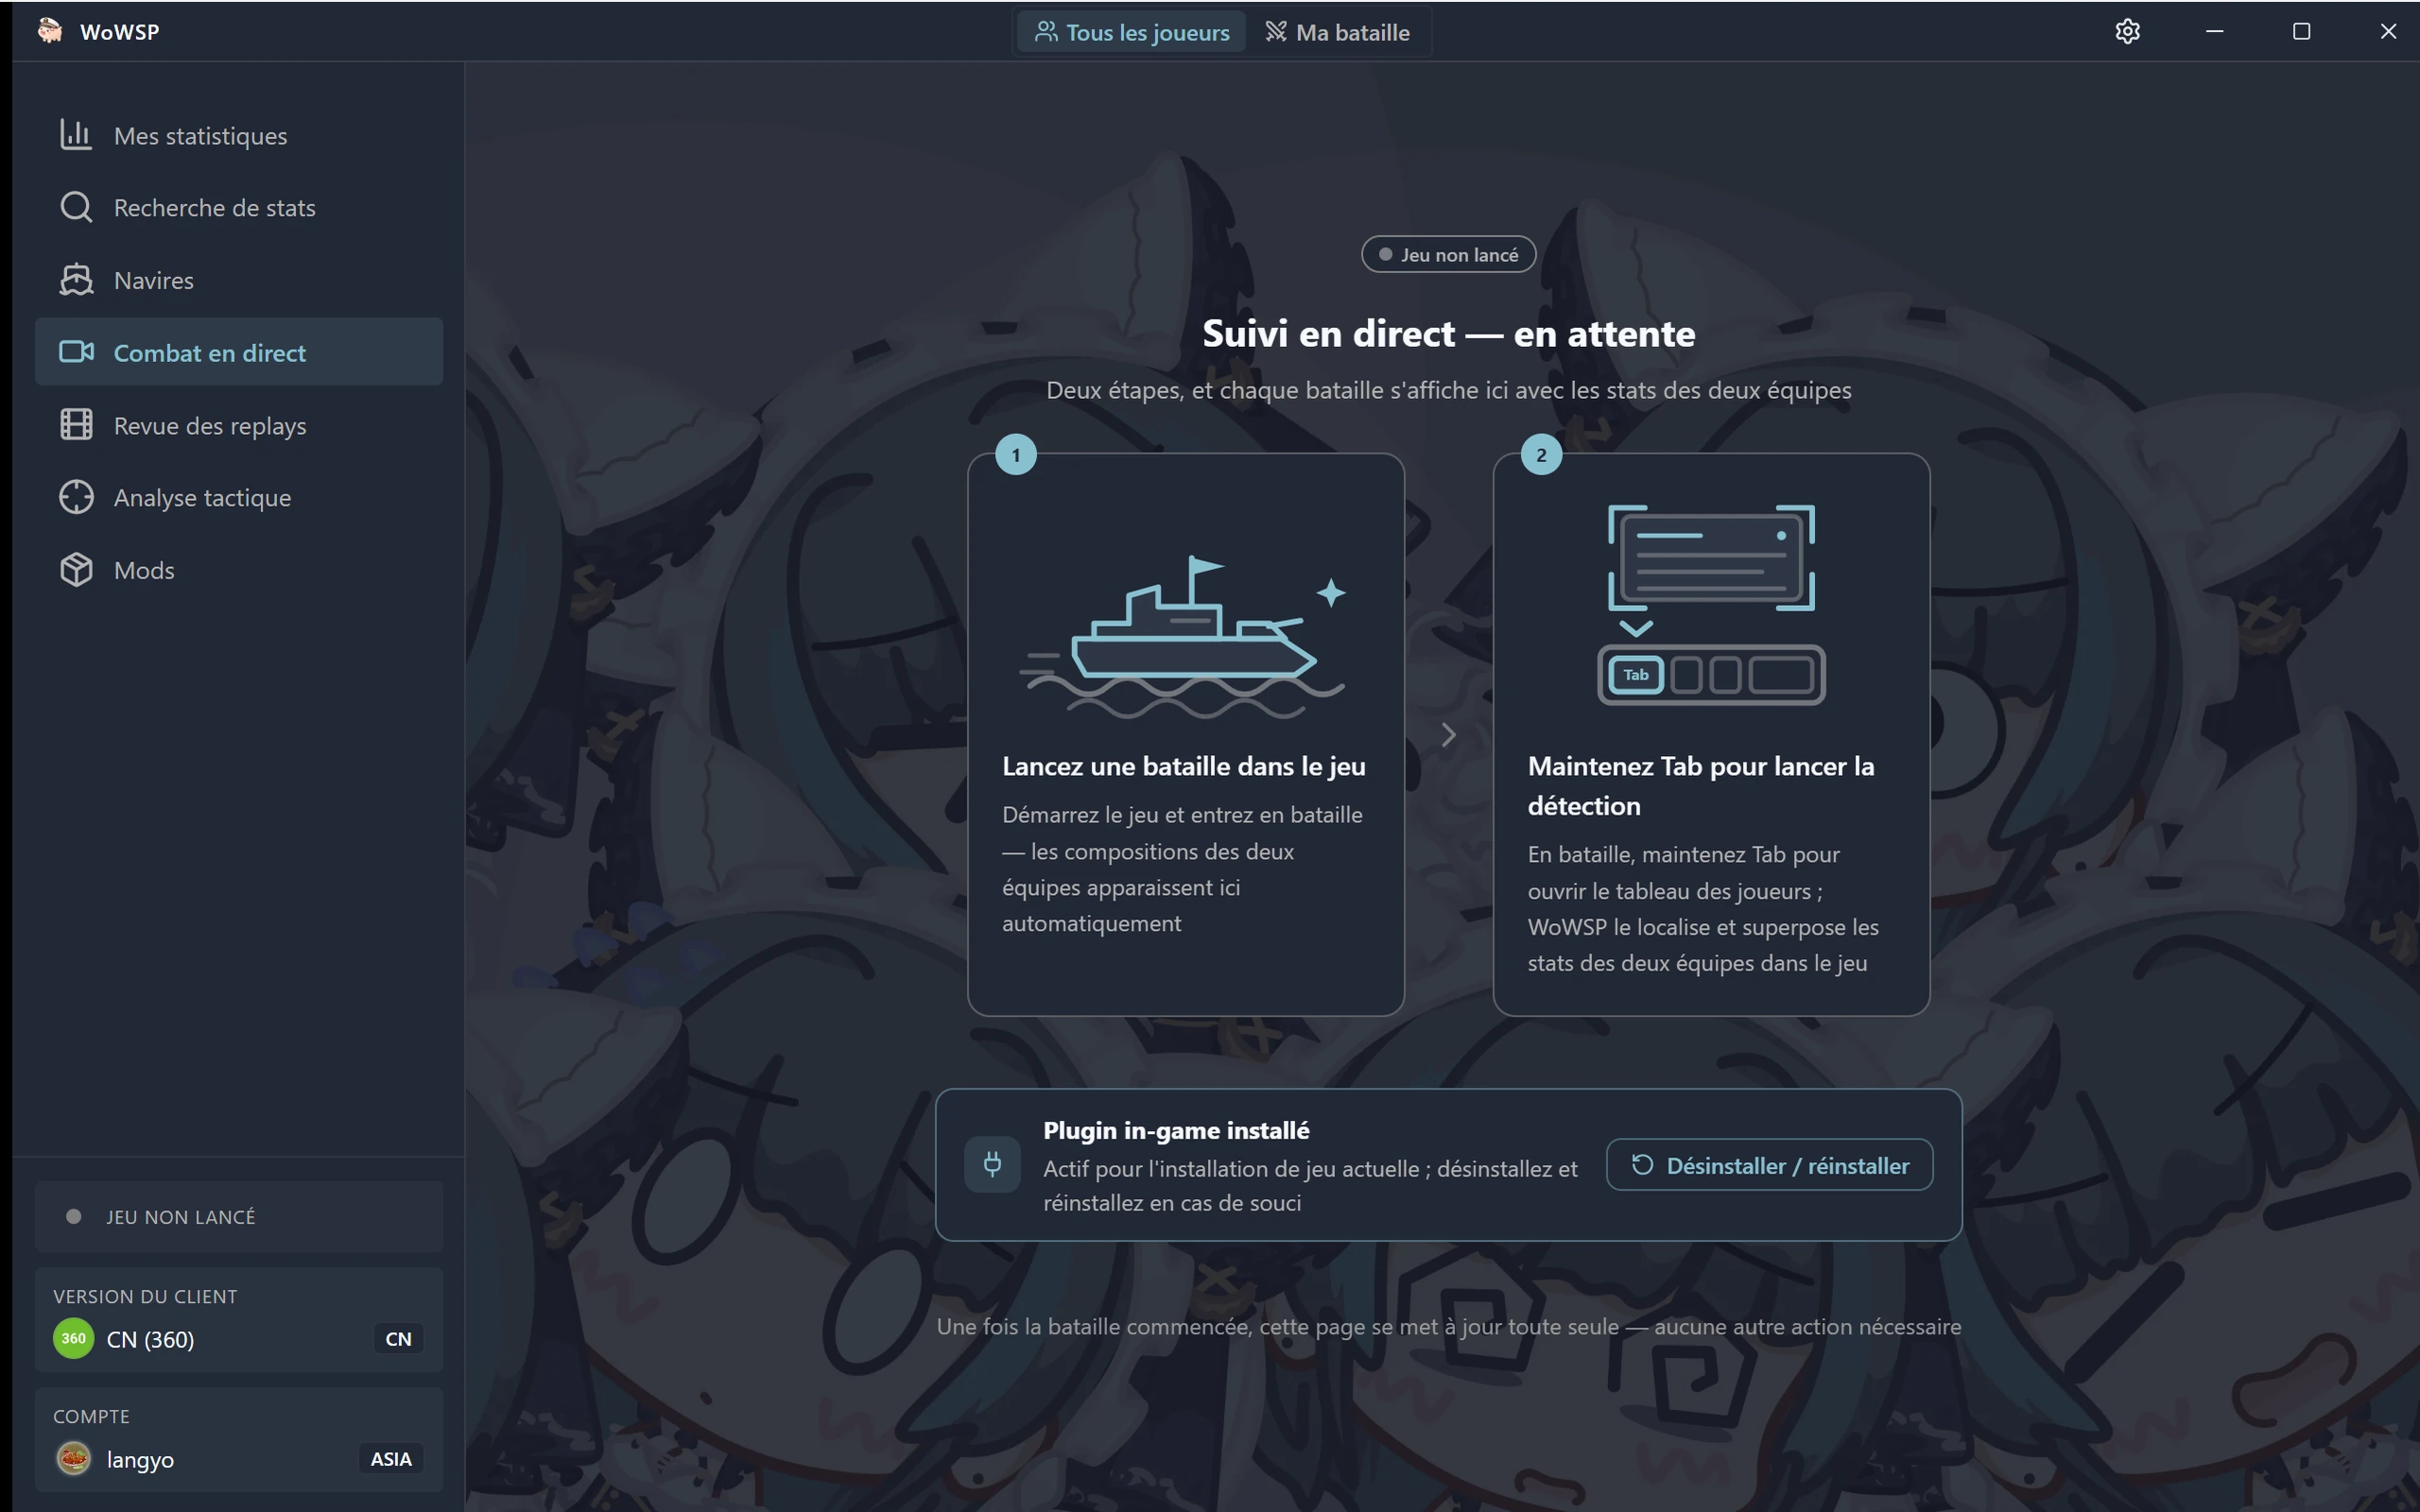 WoWSP
Tous les joueurs
Ma bataille
Mes statistiques
Recherche de stats
Navires
Combat en direct
Revue des replays
Analyse tactique
Mods
JEU NON LANCÉ
VERSION DU CLIENT
360
CN (360)
CN
COMPTE
langyo
ASIA
Jeu non lancé
Suivi en direct — en attente
Deux étapes, et chaque bataille s'affiche ici avec les stats des deux équipes
1
Lancez une bataille dans le jeu
Démarrez le jeu et entrez en bataille
— les compositions des deux
équipes apparaissent ici
automatiquement
2
Tab
Maintenez Tab pour lancer la
détection
En bataille, maintenez Tab pour
ouvrir le tableau des joueurs ;
WoWSP le localise et superpose les
stats des deux équipes dans le jeu
Plugin in-game installé
Actif pour l'installation de jeu actuelle ; désinstallez et
réinstallez en cas de souci
Désinstaller / réinstaller
Une fois la bataille commencée, cette page se met à jour toute seule — aucune autre action nécessaire